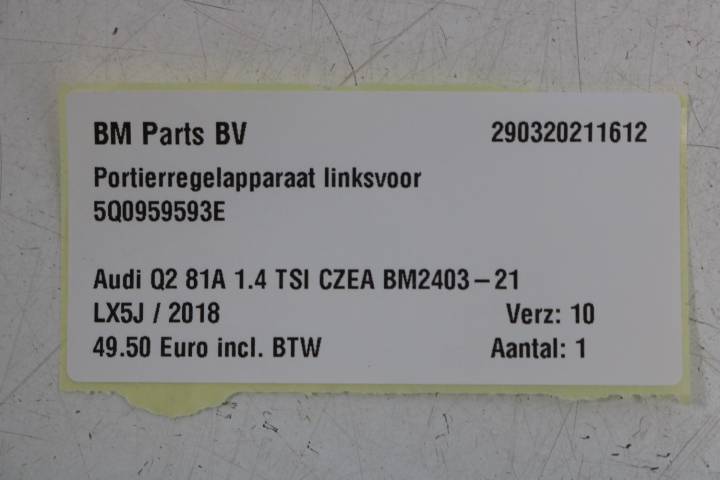 BM Parts BV 290320211612
Portierregelapparaat linksvoor
5Q0959593E
Audi Q2 81A 1.4 TSI CZEA BM2403–21
LX5J / 2018 Verz: 10
49.50 Euro incl. BTW Aantal: 1